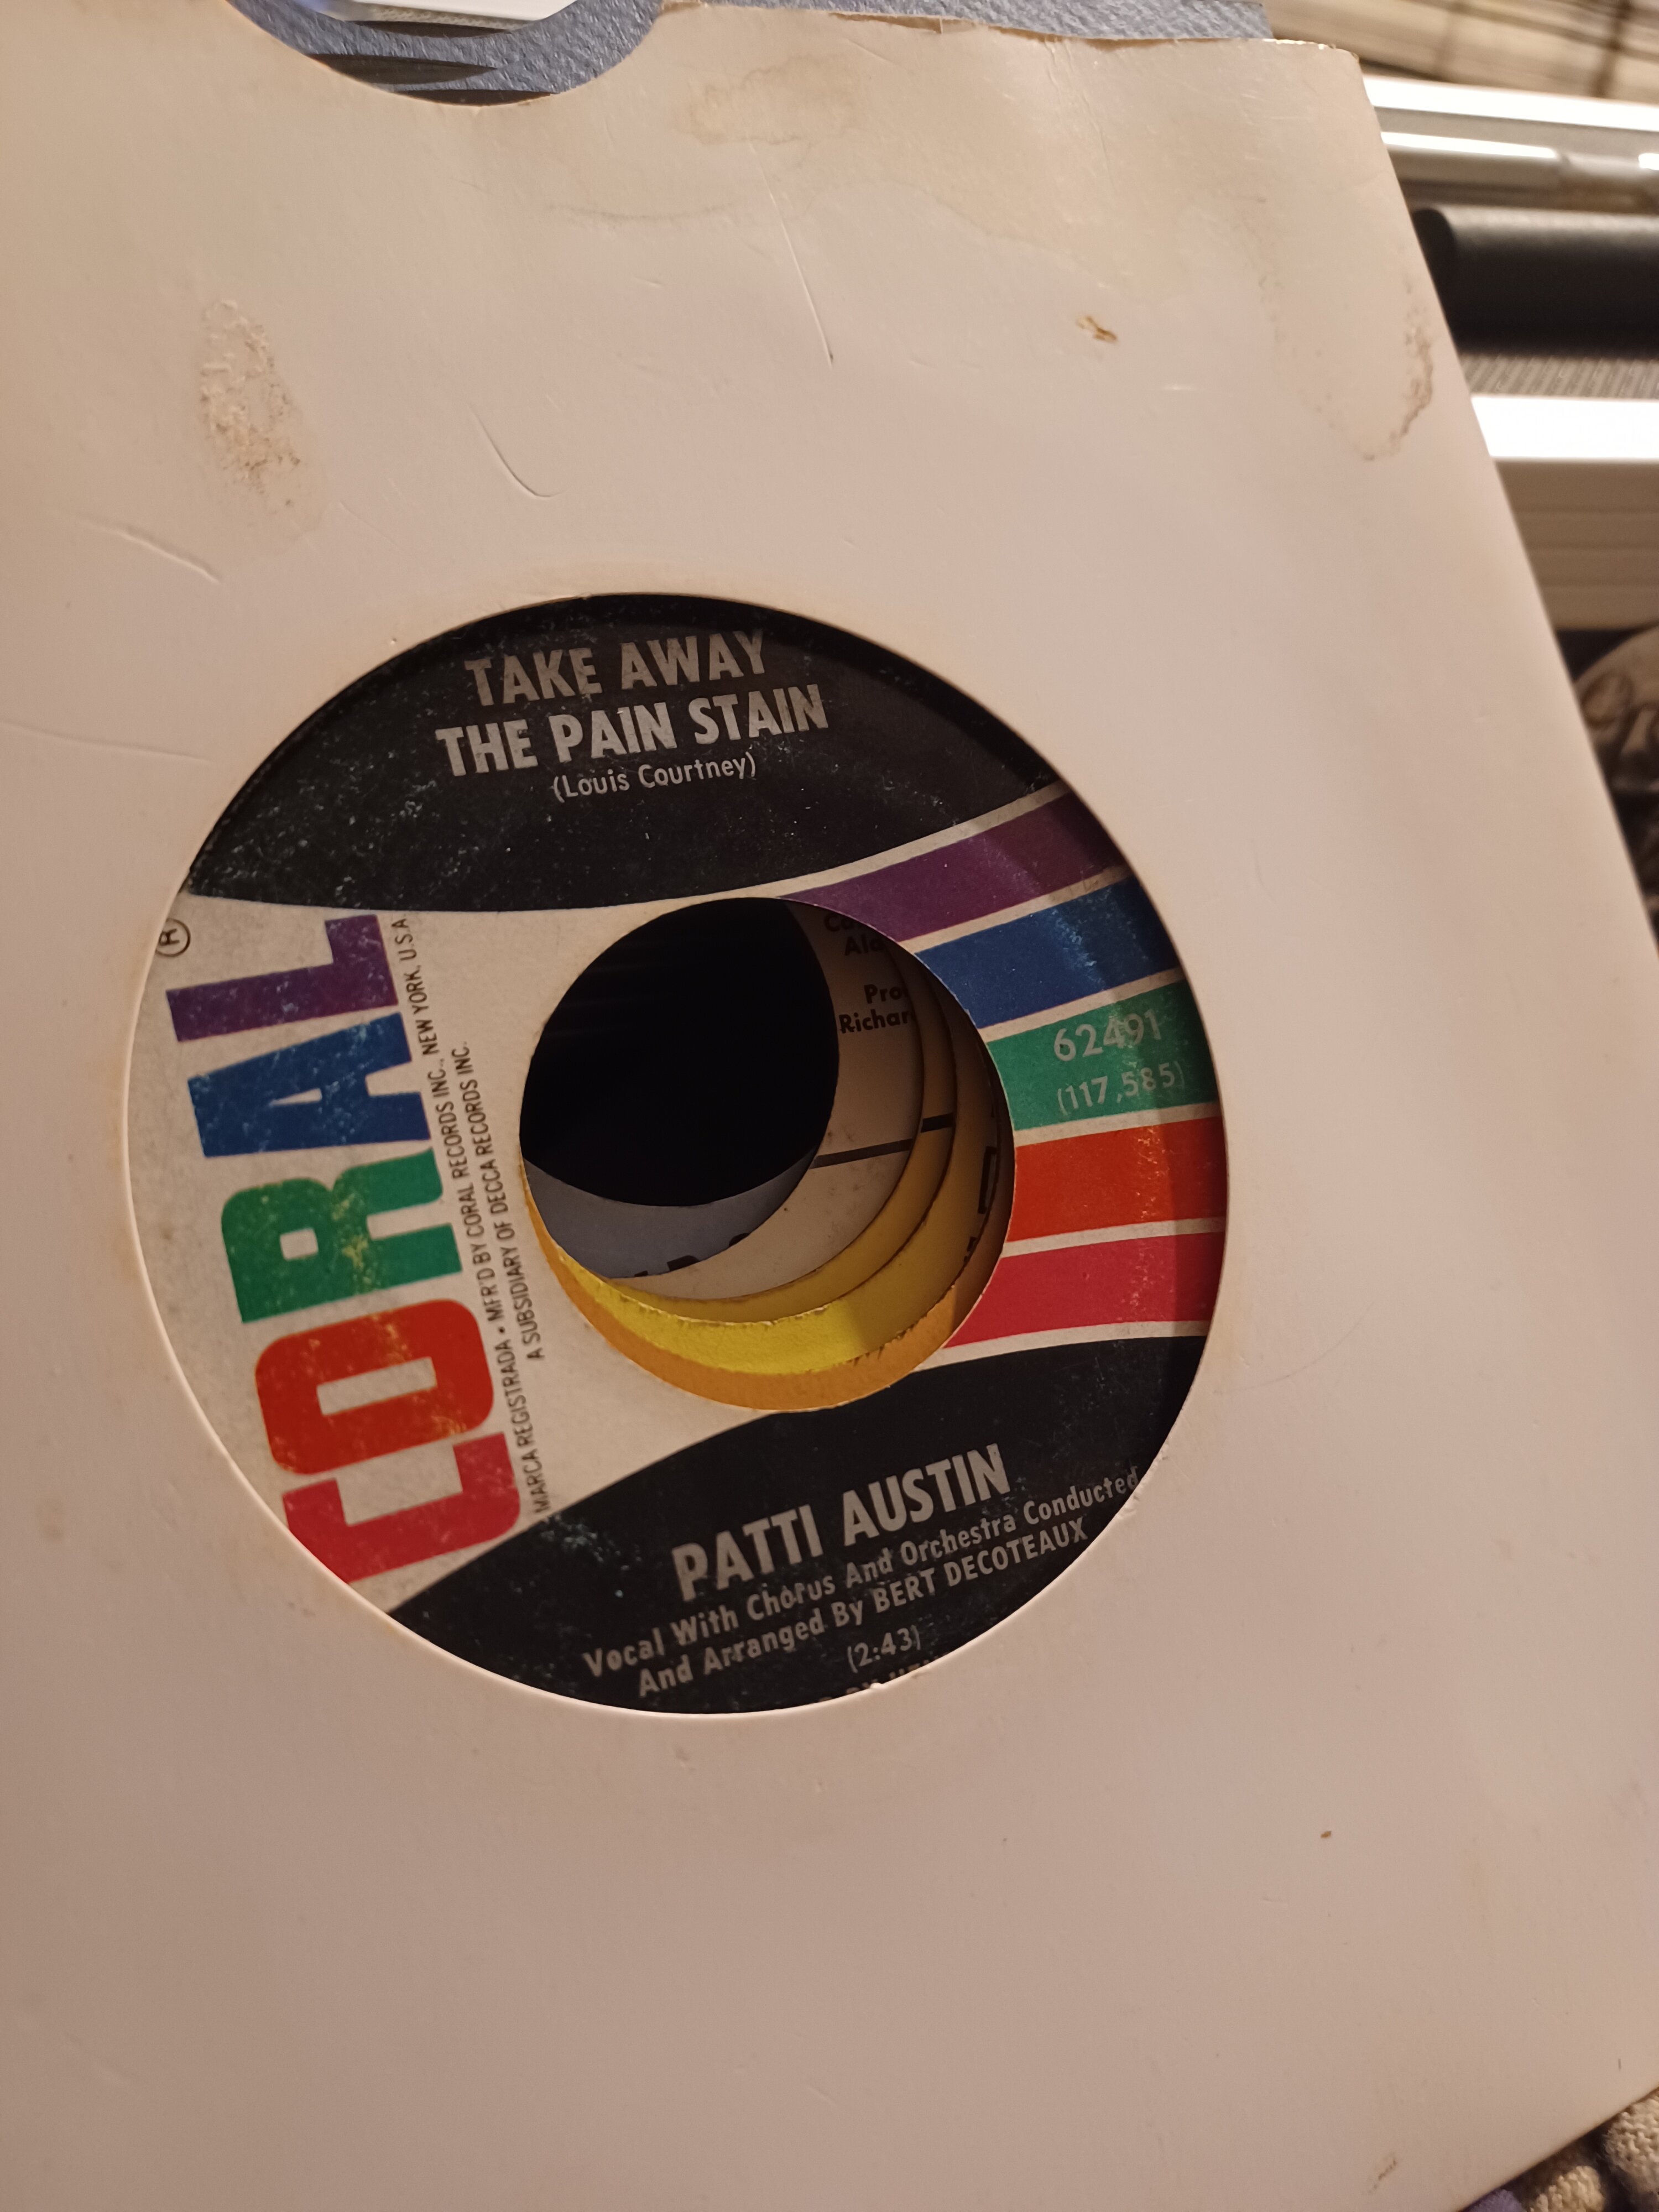 TAKE AWAY
THE PAIN STAIN
(Louis Courtney)
®
CORAL
MARCA REGISTRADA • MFR'D BY CORAL RECORDS INC., NEW YORK, U.S.A.
A SUBSIDIARY OF DECCA RECORDS INC.
62491
(117,585)
PATTI AUSTIN
Vocal With Chorus And Orchestra Conducted
And Arranged By BERT DECOTEAUX
(2:43)